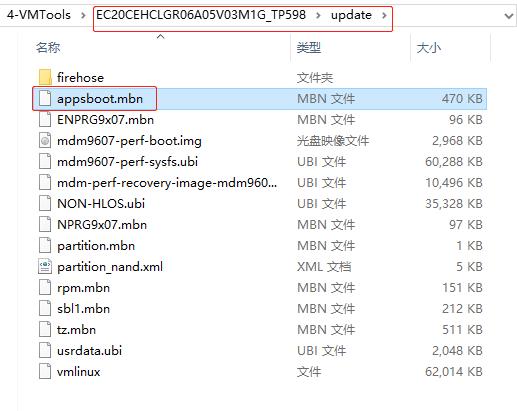 4-VMTools > EC20CEHCLGR06A05V03M1G_TP598 > update >
名称 类型 大小
firehose 文件夹
appsboot.mbn MBN 文件 470 KB
ENPRG9x07.mbn MBN 文件 96 KB
mdm9607-perf-boot.img 光盘映像文件 2,968 KB
mdm9607-perf-sysfs.ubi UBI 文件 60,288 KB
mdm-perf-recovery-image-mdm960... UBI 文件 10,496 KB
NON-HLOS.ubi UBI 文件 35,328 KB
NPRG9x07.mbn MBN 文件 97 KB
partition.mbn MBN 文件 1 KB
partition_nand.xml XML 文档 5 KB
rpm.mbn MBN 文件 151 KB
sbl1.mbn MBN 文件 212 KB
tz.mbn MBN 文件 511 KB
usrdata.ubi UBI 文件 2,048 KB
vmlinux 文件 62,014 KB